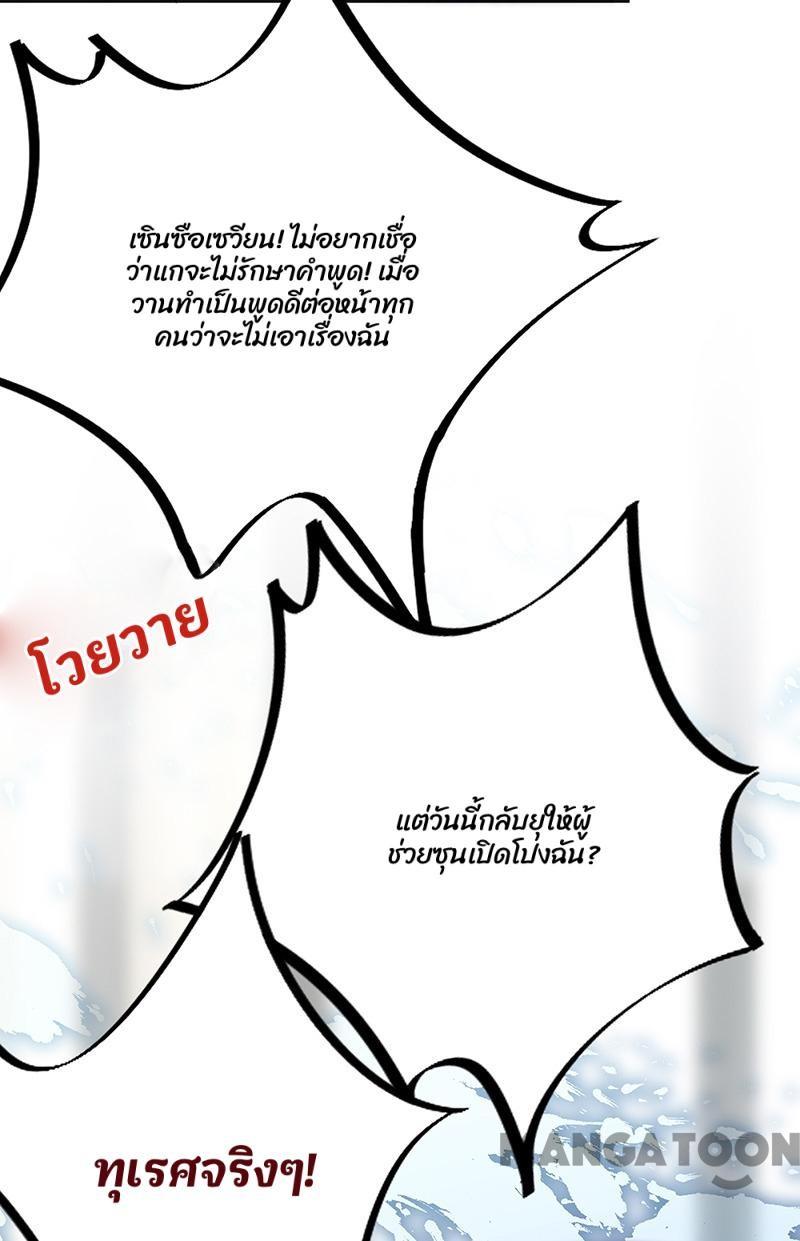 เซินซือเซวียน! ไม่อยากเชื่อ
ว่าแกจะไม่รักษาคำพูด! เมื่อ
วานทำเป็นพูดดีต่อหน้าทุก
คนว่าจะไม่เอาเรื่องฉัน
โวยวาย
แต่วันนี้กลับยุให้ผู้
ช่วยซุนเปิดโปงฉัน?
ทุเรศจริงๆ!
MANGATOON